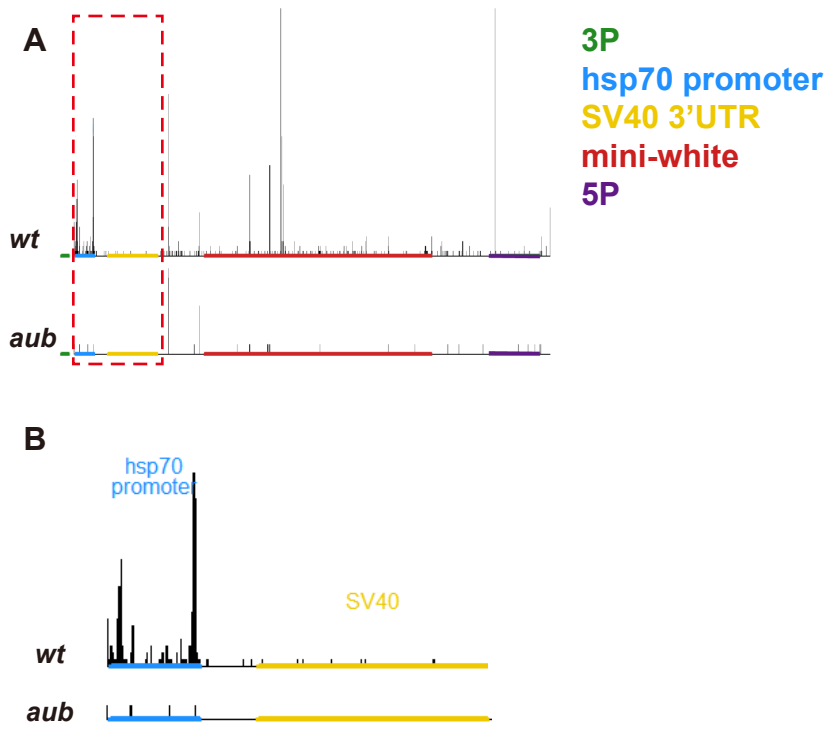 A
3P
hsp70 promoter
SV40 3’UTR
mini-white
5P
wt
aub
B
hsp70
promoter
SV40
wt
aub